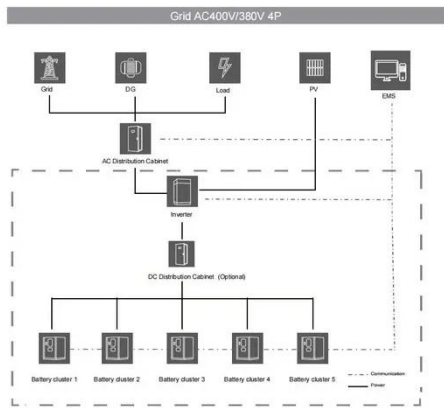 Grid AC400V/380V 4P
Grid
DG
Load
PV
EMS
AC Distribution Cabinet
Inverter
DC Distribution Cabinet (Optional)
Battery cluster 1
Battery cluster 2
Battery cluster 3
Battery cluster 4
Battery cluster 5
Communication
Power